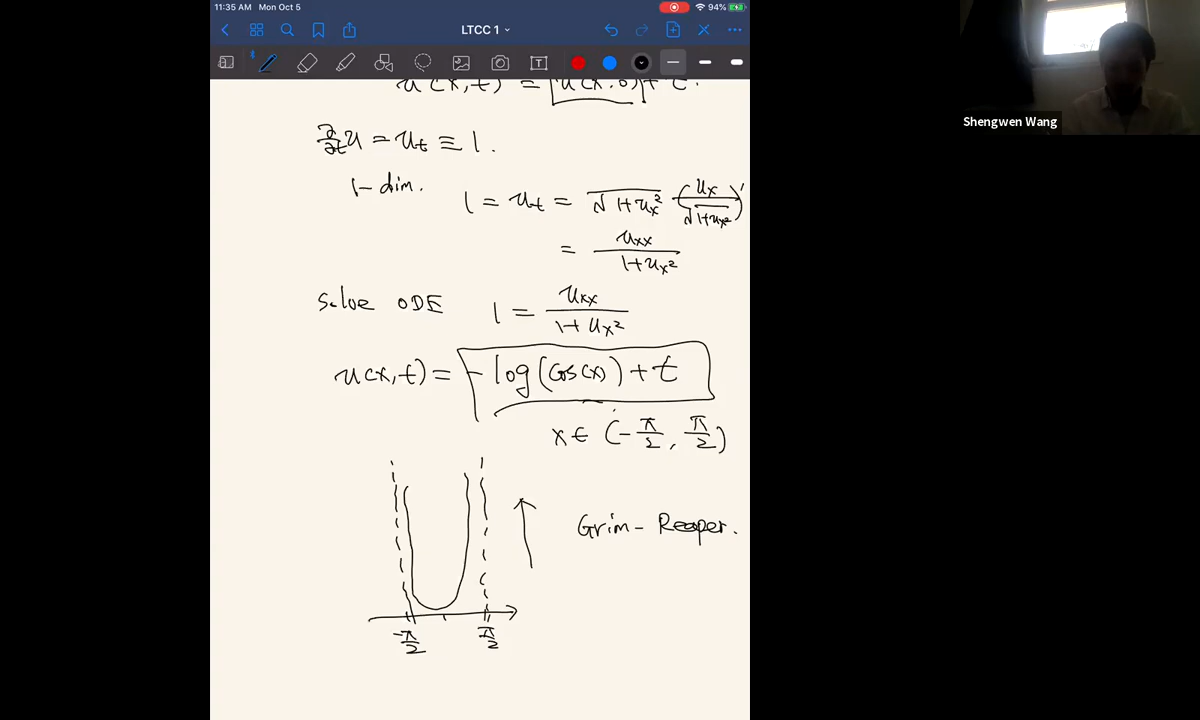 11:35 AM Mon Oct 5
94%
LTCC 1
T
u(x,t) = u(x,0) + t.
∂/∂t u = u_t ≡ 1.
1-dim.
1 = u_t = √(1+u_x²) (u_x / √(1+u_x²))'
= u_xx / (1+u_x²)
Solve ODE 1 = u_xx / (1+u_x²)
u(x,t) = -log(cos(x)) + t
x ∈ (-π/2, π/2)
Grim-Reaper.
-π/2 π/2
Shengwen Wang